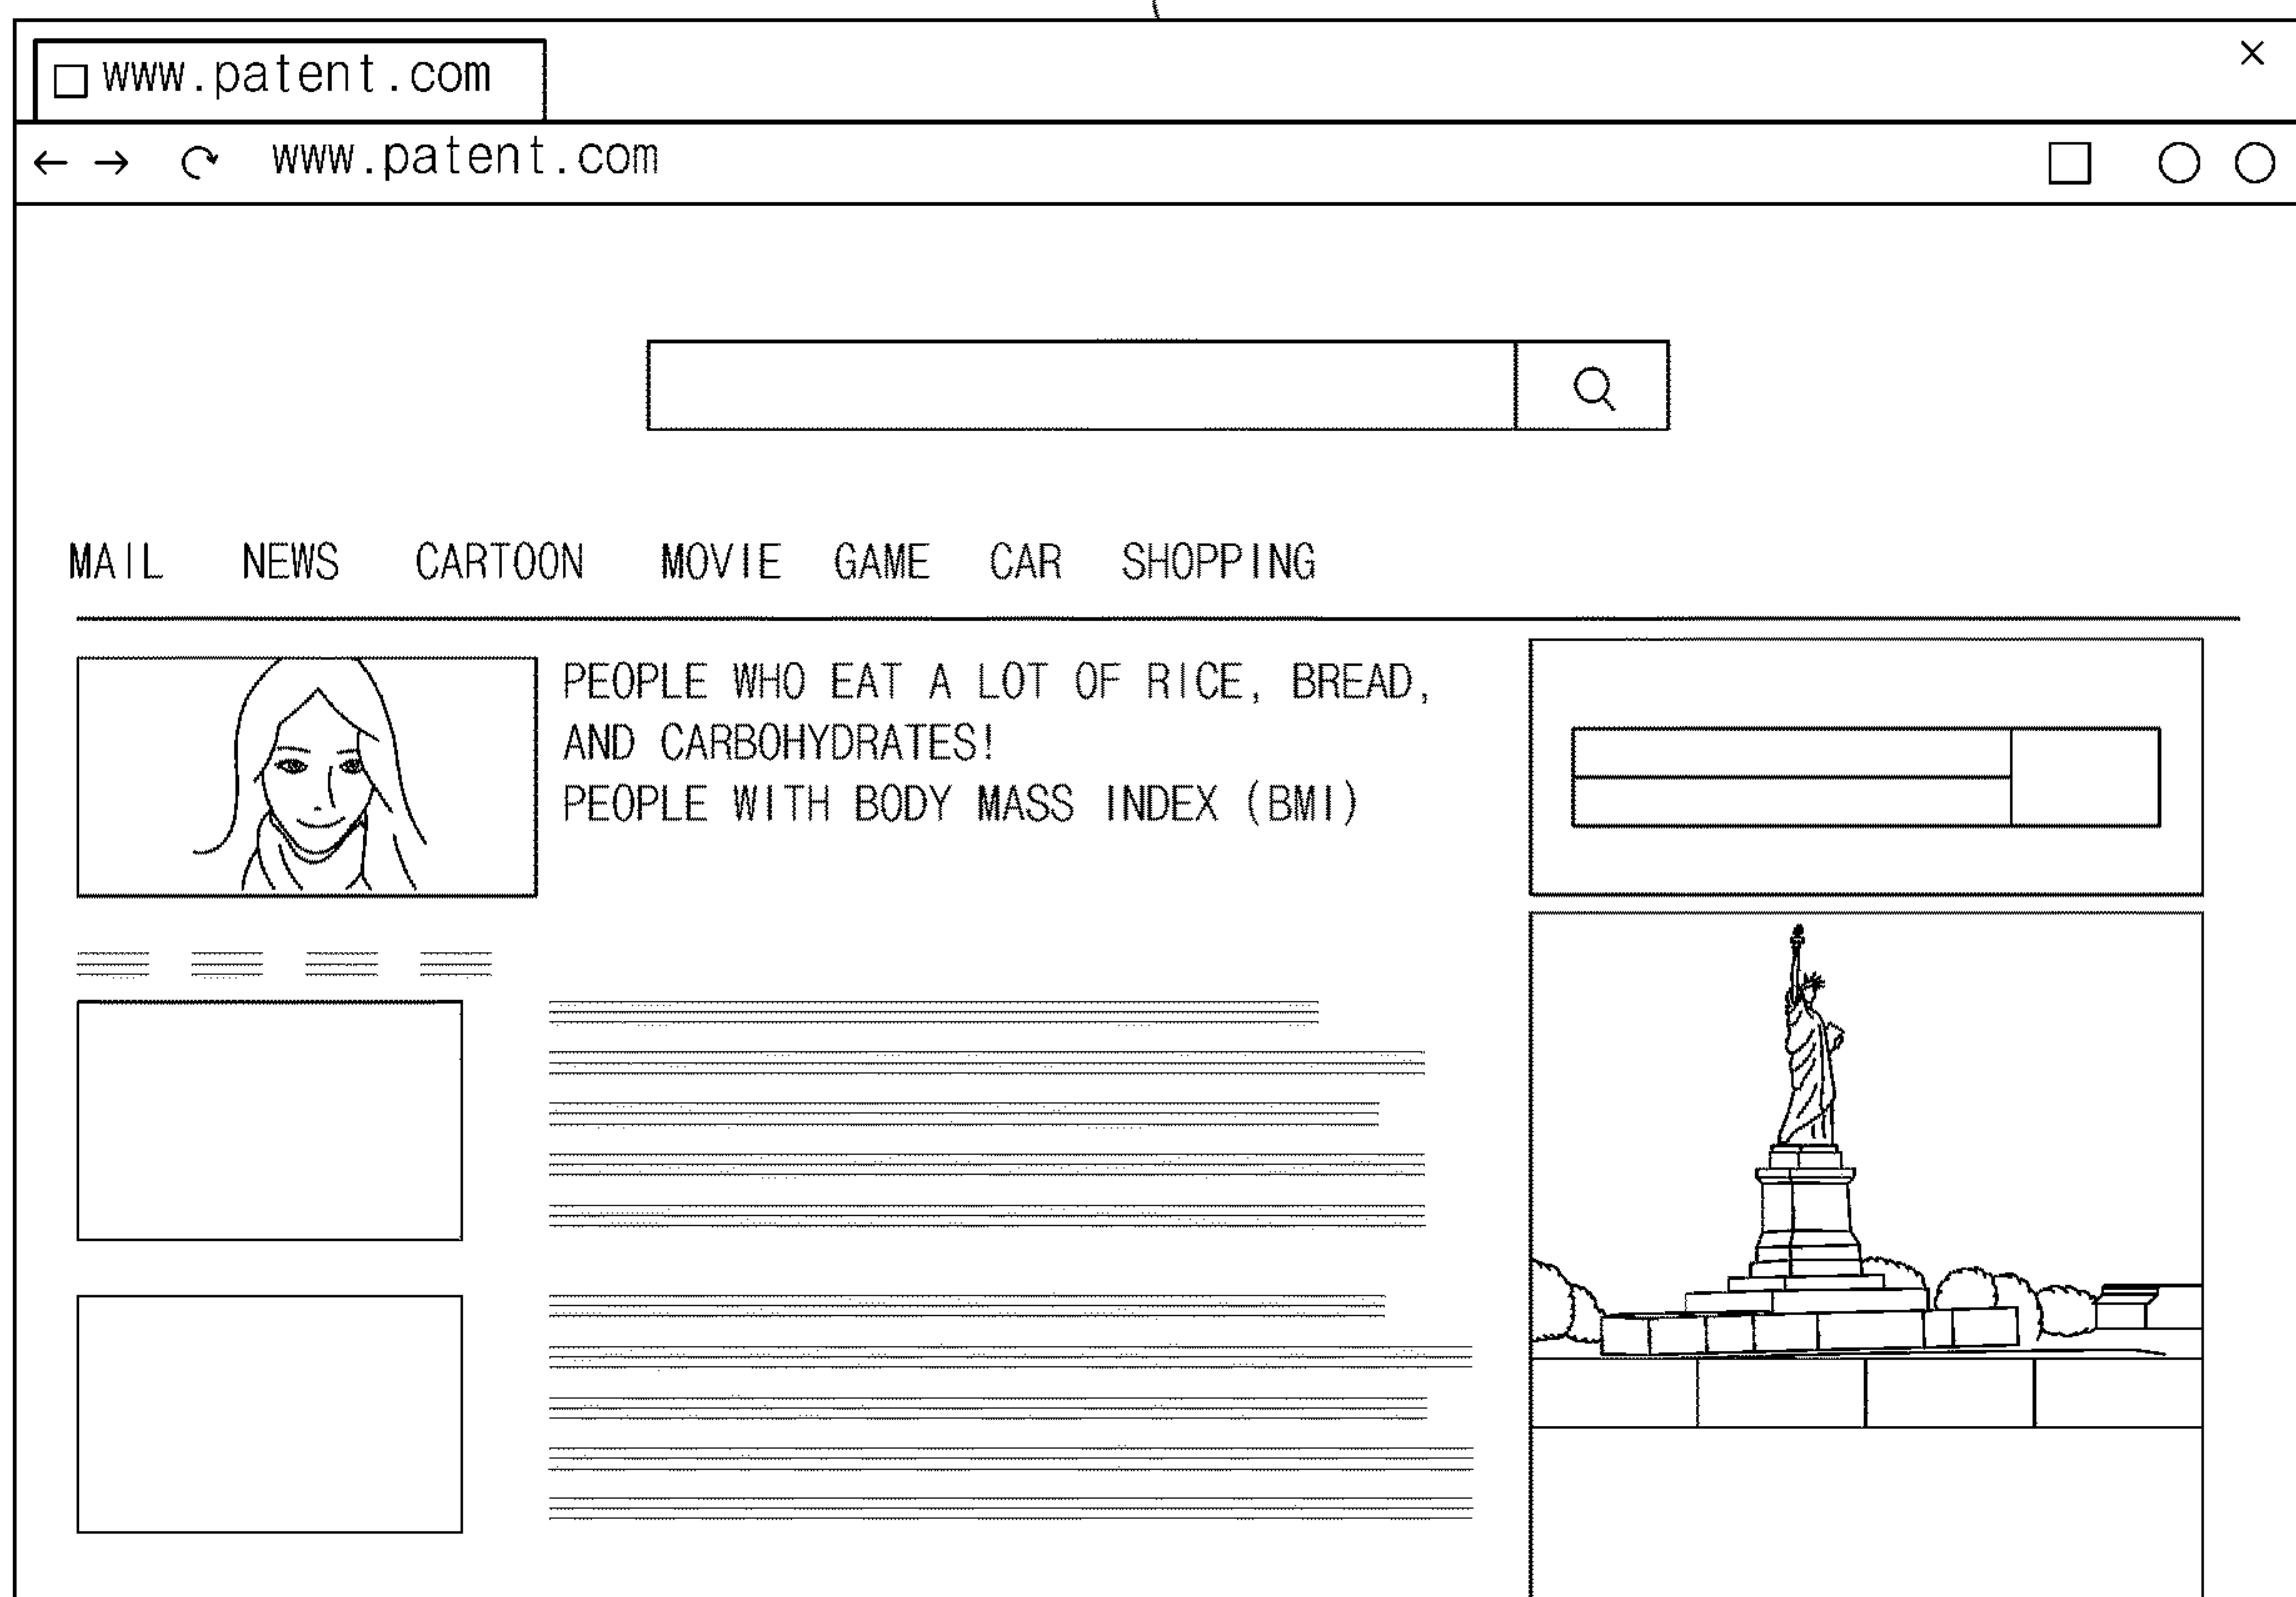 www.patent.com
www.patent.com
MAIL NEWS CARTOON MOVIE GAME CAR SHOPPING
PEOPLE WHO EAT A LOT OF RICE, BREAD,
AND CARBOHYDRATES!
PEOPLE WITH BODY MASS INDEX (BMI)